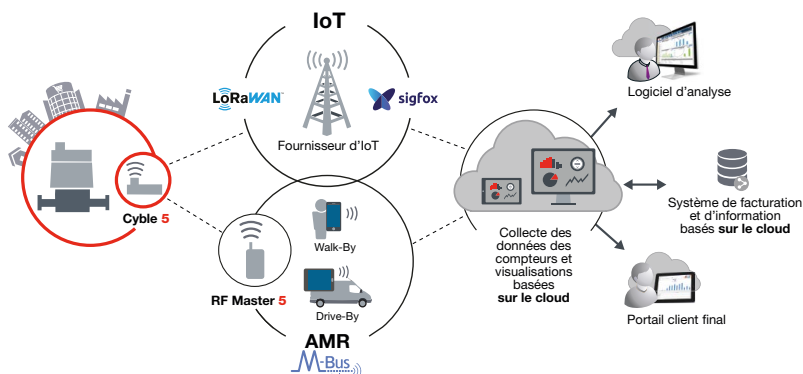 IoT
LoRaWAN™
sigfox
Fournisseur d'IoT
Cyble 5
Walk-By
RF Master 5
Drive-By
AMR
M-Bus
Collecte des
données des
compteurs et
visualisations
basées
sur le cloud
Logiciel d'analyse
Système de facturation
et d'information
basés sur le cloud
Portail client final